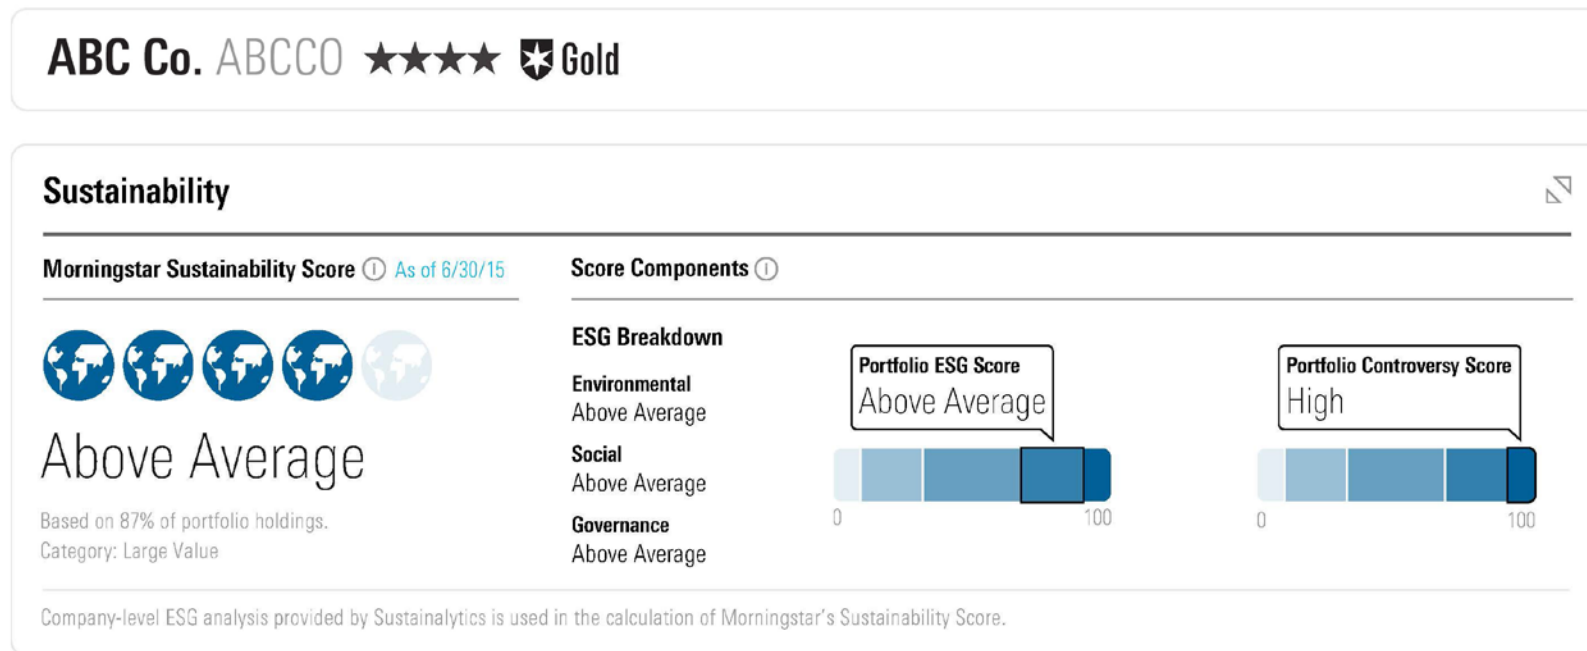 ABC Co. ABCCO Gold
Sustainability
Morningstar Sustainability Score As of 6/30/15
Above Average
Based on 87% of portfolio holdings.
Category: Large Value
Score Components
ESG Breakdown
Environmental
Above Average
Social
Above Average
Governance
Above Average
Portfolio ESG Score
Above Average
0 100
Portfolio Controversy Score
High
0 100
Company-level ESG analysis provided by Sustainalytics is used in the calculation of Morningstar's Sustainability Score.